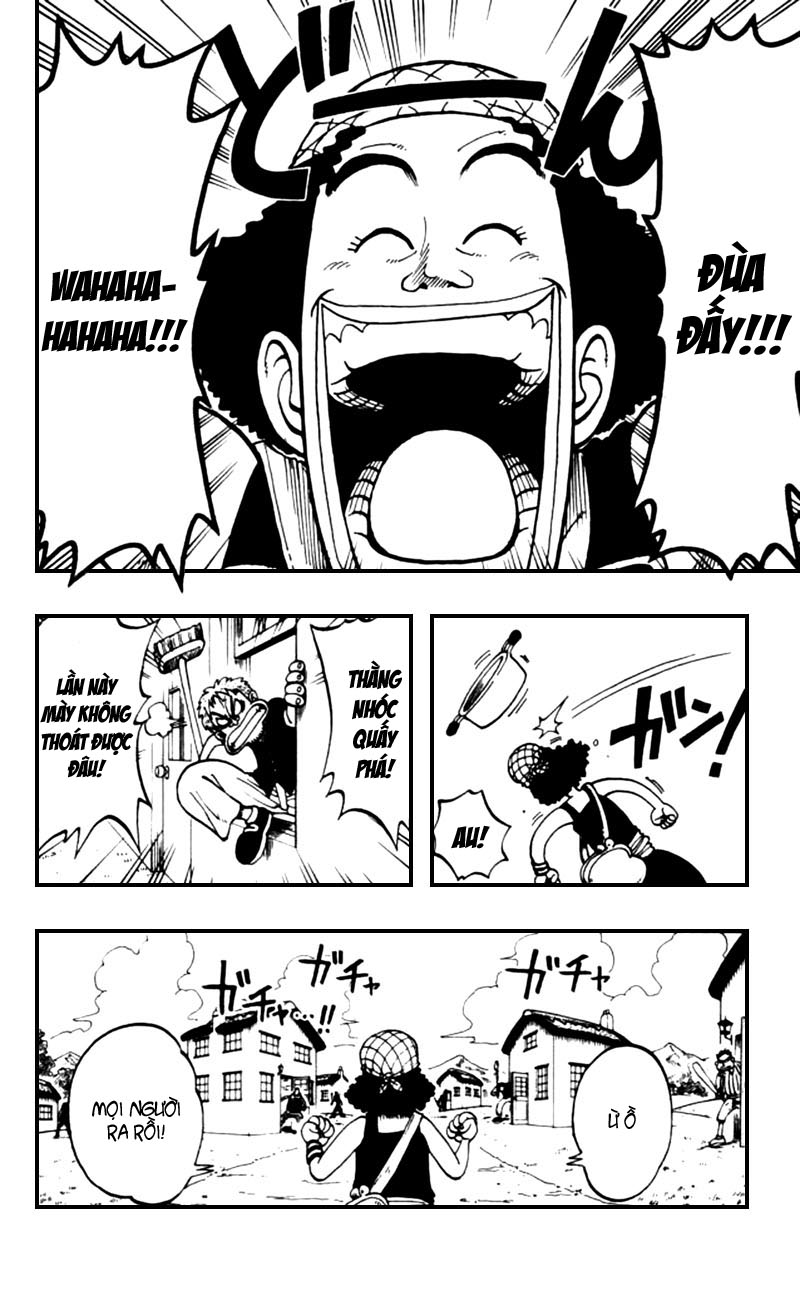 どーん
ĐÙA
ĐẤY!!!
WAHAHA-
HAHAHA!!!
ガン!
AU!
THẰNG
NHÓC
QUẤY
PHÁ!
LẦN NÀY
MÀY KHÔNG
THOÁT ĐƯỢC
ĐÂU!
ガチャ
ガチャ
ガチャ...!!
Ừ Ồ
MỌI NGƯỜI
RA RỒI!